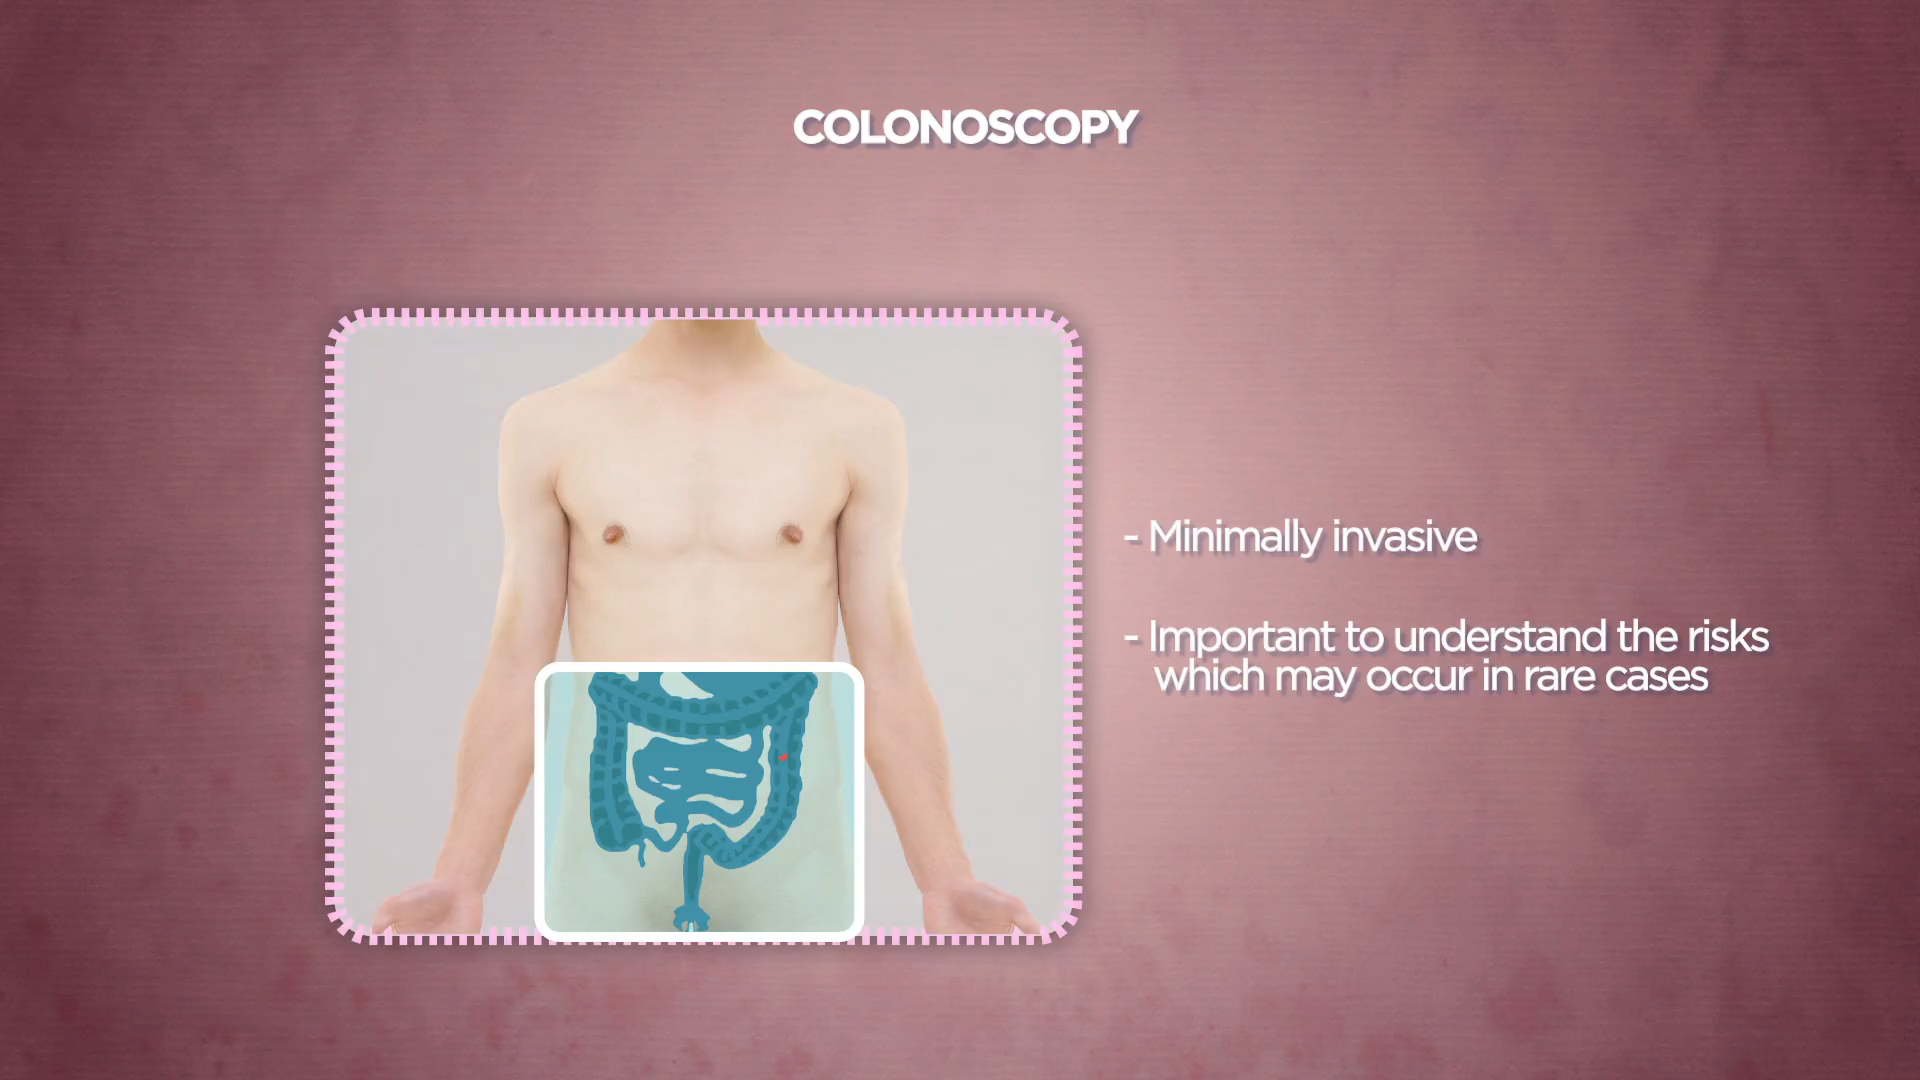 COLONOSCOPY
- Minimally invasive
- Important to understand the risks
which may occur in rare cases